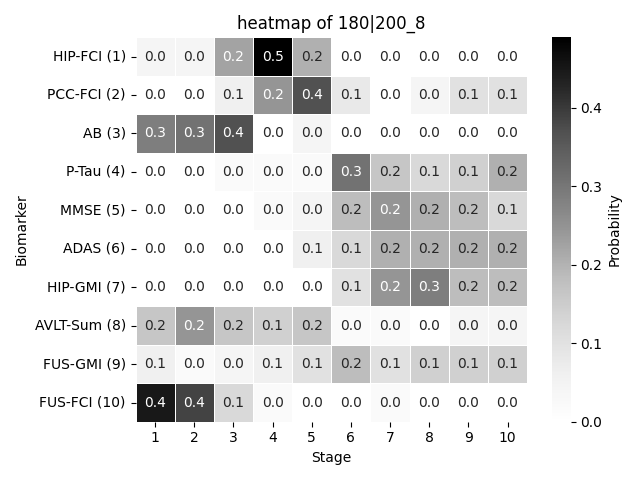 heatmap of 180|200_8
HIP-FCI (1) 0.0 0.0 0.2 0.5 0.2 0.0 0.0 0.0 0.0 0.0
PCC-FCI (2) 0.0 0.0 0.1 0.2 0.4 0.1 0.0 0.0 0.1 0.1
AB (3) 0.3 0.3 0.4 0.0 0.0 0.0 0.0 0.0 0.0 0.0
P-Tau (4) 0.0 0.0 0.0 0.0 0.0 0.3 0.2 0.1 0.1 0.2
MMSE (5) 0.0 0.0 0.0 0.0 0.0 0.2 0.2 0.2 0.2 0.1
ADAS (6) 0.0 0.0 0.0 0.0 0.1 0.1 0.2 0.2 0.2 0.2
HIP-GMI (7) 0.0 0.0 0.0 0.0 0.0 0.1 0.2 0.3 0.2 0.2
AVLT-Sum (8) 0.2 0.2 0.2 0.1 0.2 0.0 0.0 0.0 0.0 0.0
FUS-GMI (9) 0.1 0.0 0.0 0.1 0.1 0.2 0.1 0.1 0.1 0.1
FUS-FCI (10) 0.4 0.4 0.1 0.0 0.0 0.0 0.0 0.0 0.0 0.0
1 2 3 4 5 6 7 8 9 10
Stage
Biomarker
0.4
0.3
0.2
0.1
0.0
Probability